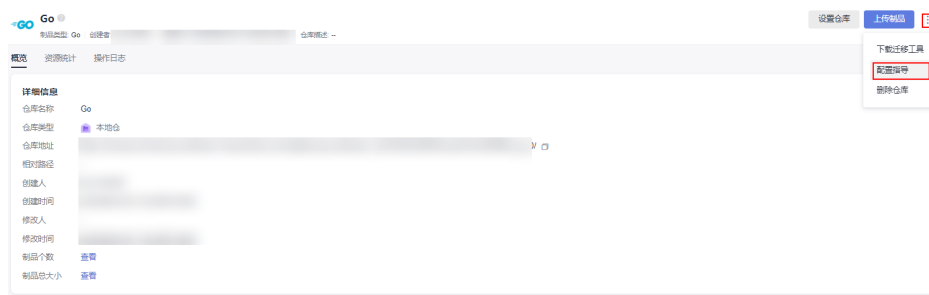 GO Go
设置仓库 上传制品
制品类型 Go 创建者 仓库描述 --
下载迁移工具
配置指导
删除仓库
概览 资源统计 操作日志
详细信息
仓库名称 Go
仓库类型 本地仓
仓库地址 )/
相对路径
创建人
创建时间
修改人
修改时间
制品个数 查看
制品总大小 查看